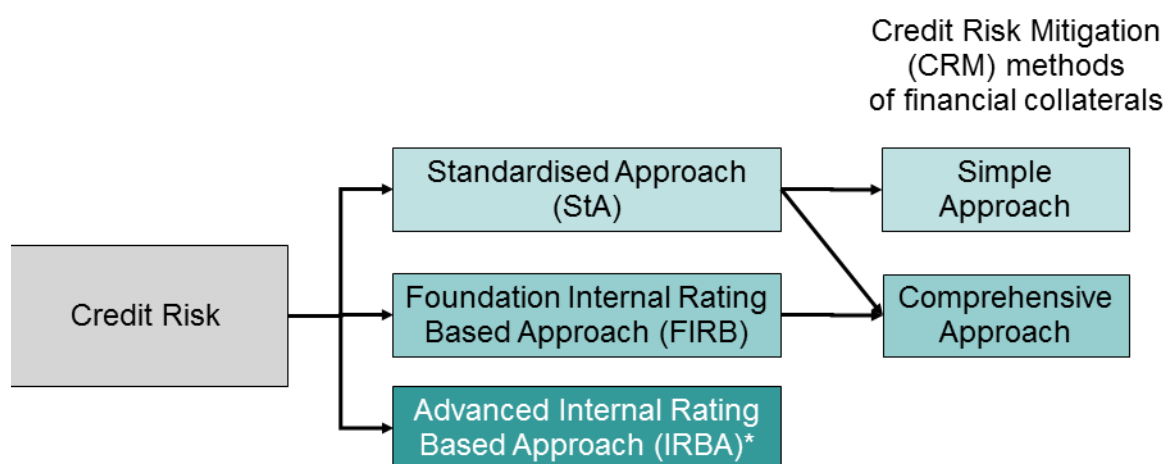 Credit Risk Mitigation
(CRM) methods
of financial collaterals
Standardised Approach
(StA)
Simple
Approach
Credit Risk
Foundation Internal Rating
Based Approach (FIRB)
Comprehensive
Approach
Advanced Internal Rating
Based Approach (IRBA)*